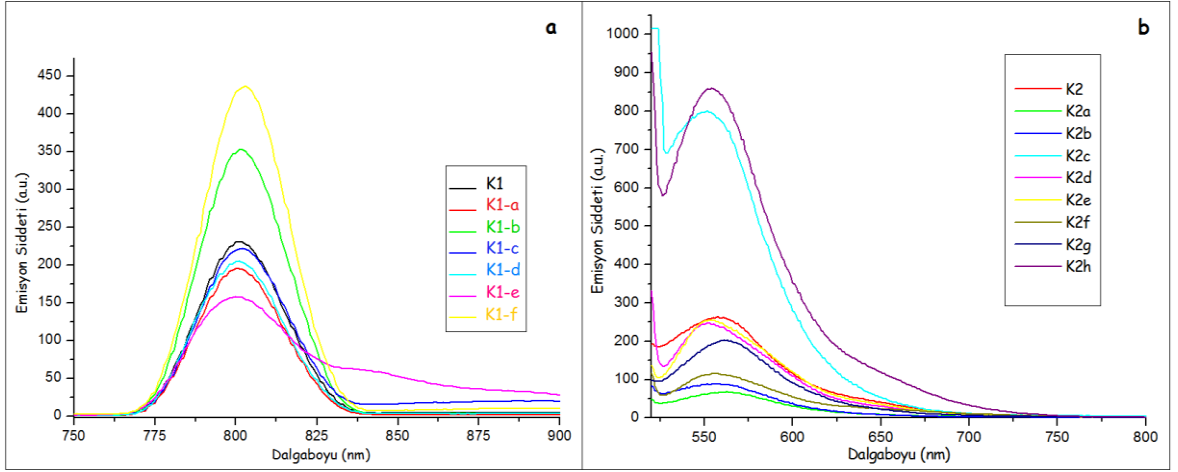 a
Emisyon Siddeti (a.u.)
450
400
350
300
250
200
150
100
50
0
750
775
800
825
850
875
900
Dalgaboyu (nm)
K1
K1-a
K1-b
K1-c
K1-d
K1-e
K1-f
b
Emisyon Siddeti (a.u.)
1000
900
800
700
600
500
400
300
200
100
0
550
600
650
700
750
800
Dalgaboyu (nm)
K2
K2a
K2b
K2c
K2d
K2e
K2f
K2g
K2h